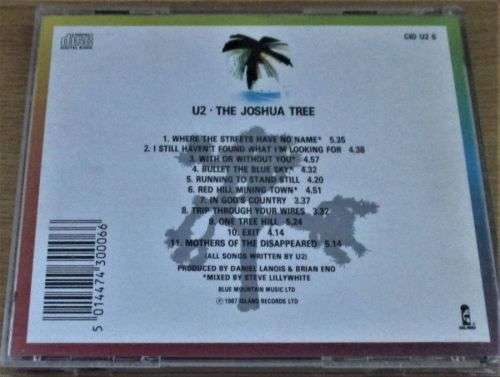 CID U2 6
U2 · THE JOSHUA TREE
1. WHERE THE STREETS HAVE NO NAME* 5.35
2. I STILL HAVEN'T FOUND WHAT I'M LOOKING FOR 4.38
3. WITH OR WITHOUT YOU* 4.57
4. BULLET THE BLUE SKY* 4.32
5. RUNNING TO STAND STILL 4.20
6. RED HILL MINING TOWN* 4.51
7. IN GOD'S COUNTRY 3.37
8. TRIP THROUGH YOUR WIRES 3.32
9. ONE TREE HILL 5.24
10. EXIT 4.14
11. MOTHERS OF THE DISAPPEARED 5.14
(ALL SONGS WRITTEN BY U2)
PRODUCED BY DANIEL LANOIS & BRIAN ENO
*MIXED BY STEVE LILLYWHITE
BLUE MOUNTAIN MUSIC LTD
℗ 1987 ISLAND RECORDS LTD
5 014474 300066